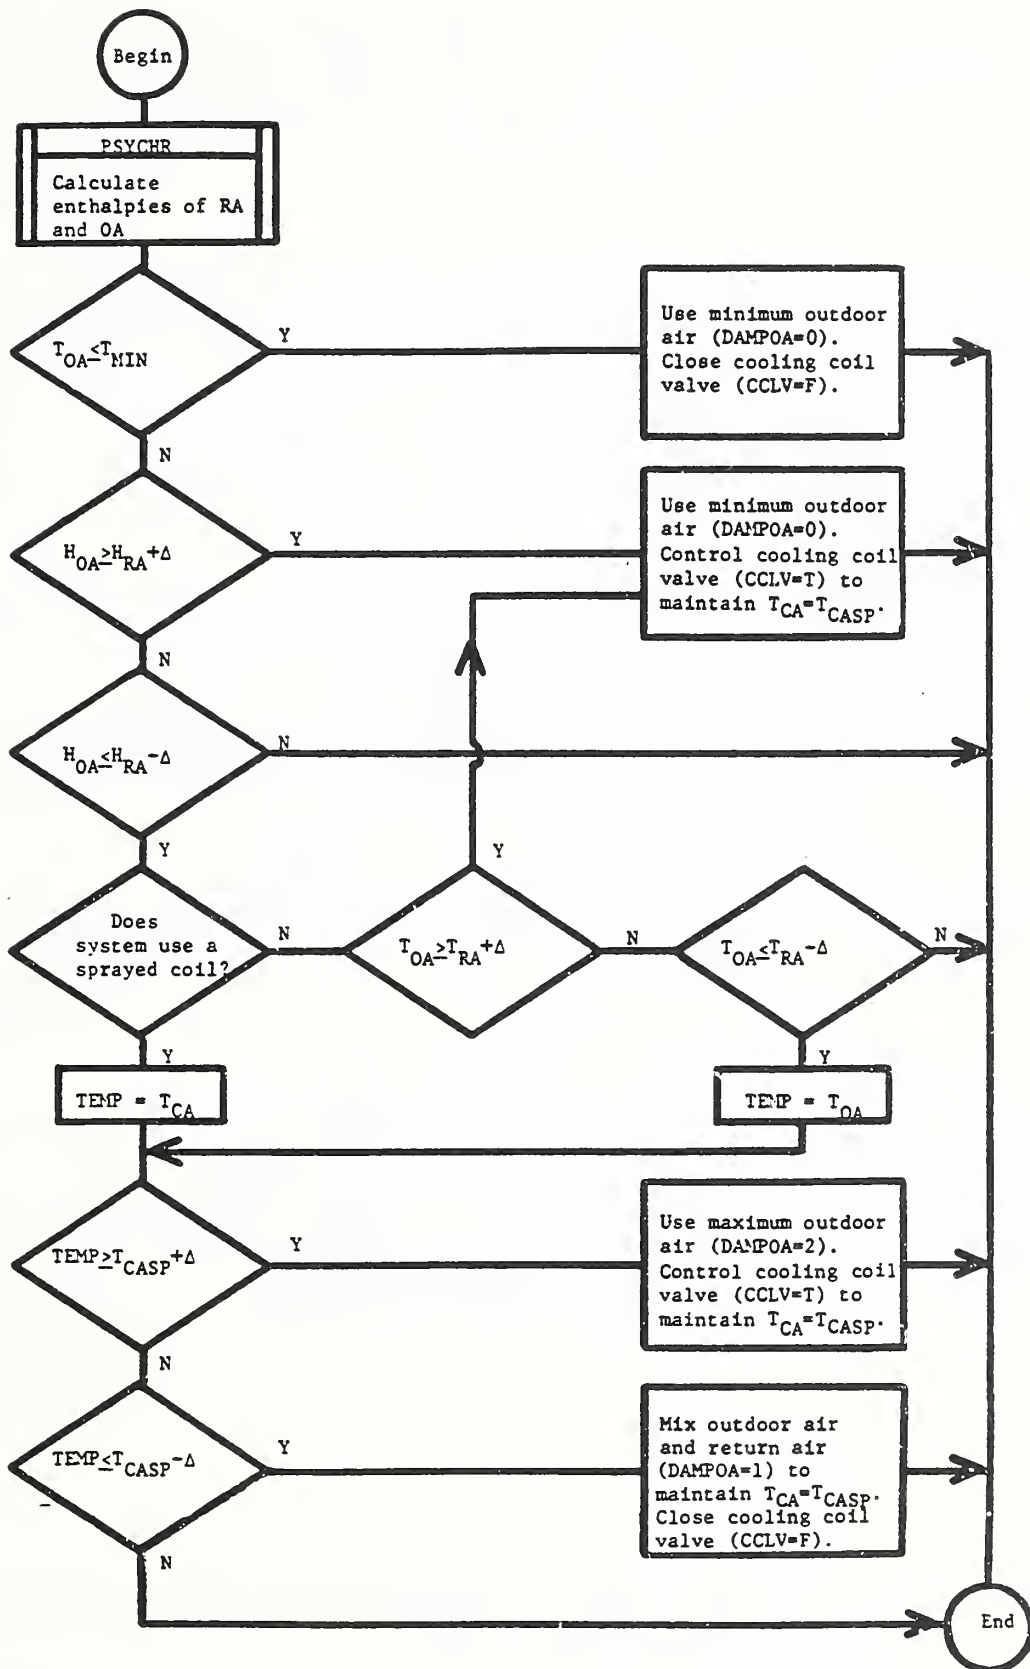 Begin
PSYCHR
Calculate
enthalpies of RA
and OA
T_OA≤T_MIN
Y
Use minimum outdoor
air (DAMPOA=0).
Close cooling coil
valve (CCLV=F).
N
H_OA≥H_RA+Δ
Y
Use minimum outdoor
air (DAMPOA=0).
Control cooling coil
valve (CCLV=T) to
maintain T_CA=T_CASP.
N
H_OA≤H_RA-Δ
N
Y
Does
system use a
sprayed coil?
N
T_OA≥T_RA+Δ
Y
N
T_OA≤T_RA-Δ
N
Y
Y
TEMP = T_CA
TEMP = T_OA
TEMP≥T_CASP+Δ
Y
Use maximum outdoor
air (DAMPOA=2).
Control cooling coil
valve (CCLV=T) to
maintain T_CA=T_CASP.
N
TEMP≤T_CASP-Δ
Y
Mix outdoor air
and return air
(DAMPOA=1) to
maintain T_CA=T_CASP.
Close cooling coil
valve (CCLV=F).
N
End